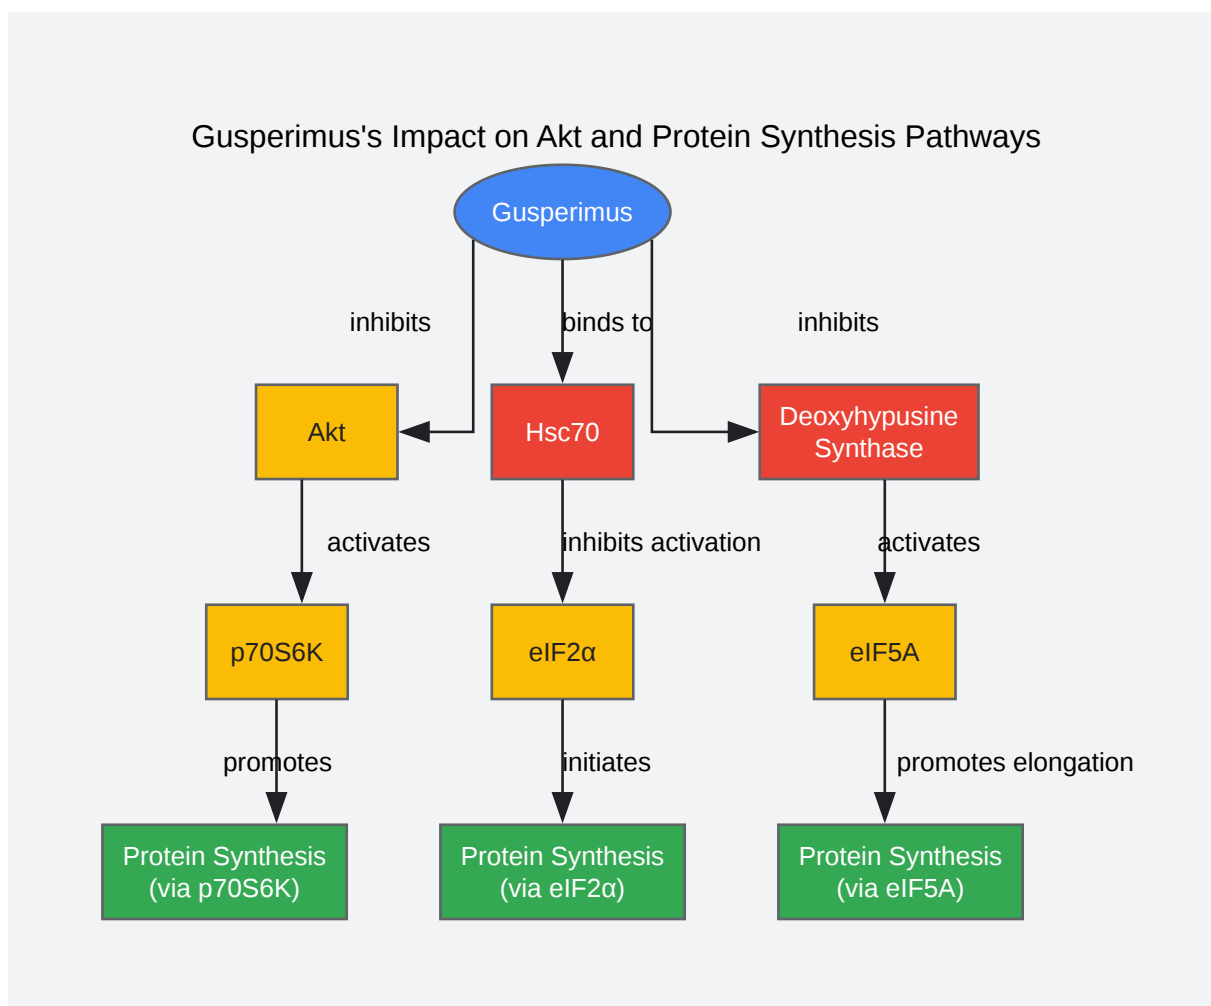 Gusperimus's Impact on Akt and Protein Synthesis Pathways
Gusperimus
inhibits
binds to
inhibits
Akt
Hsc70
Deoxyhypusine
Synthase
activates
inhibits activation
activates
p70S6K
eIF2α
eIF5A
promotes
initiates
promotes elongation
Protein Synthesis
(via p70S6K)
Protein Synthesis
(via eIF2α)
Protein Synthesis
(via eIF5A)